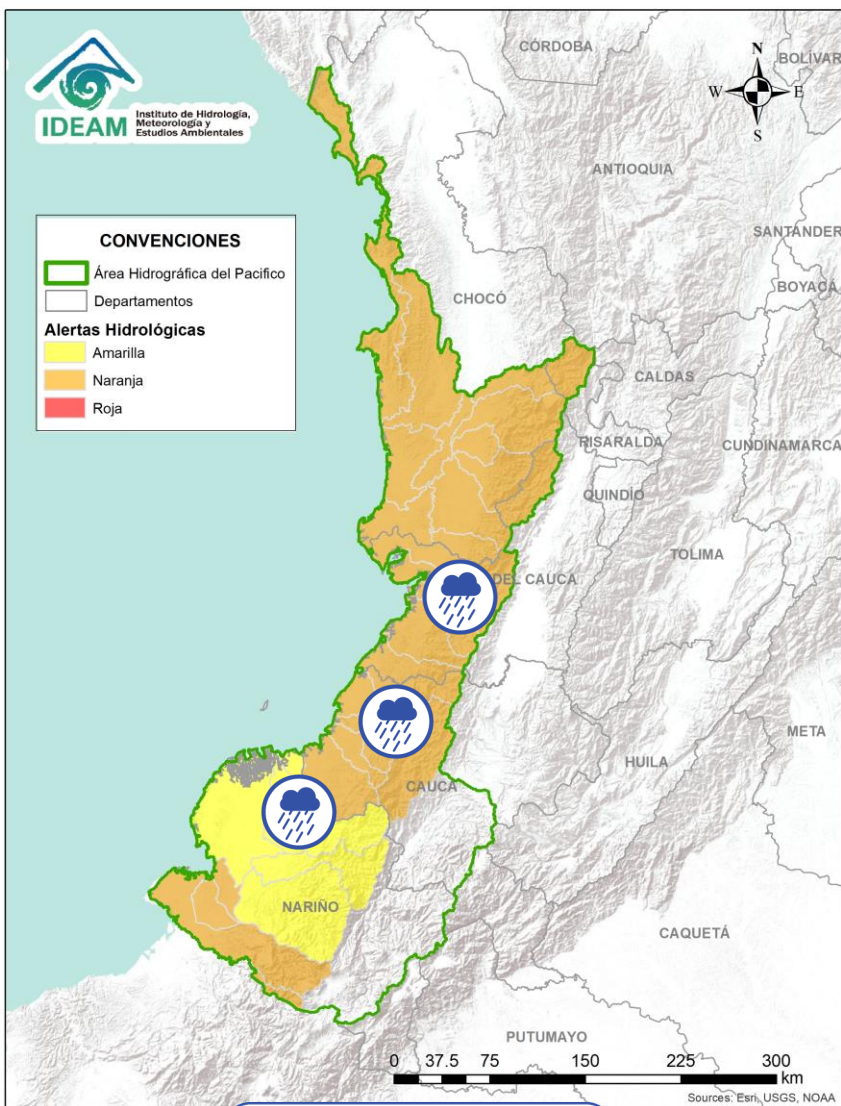 IDEAM
Instituto de Hidrología,
Meteorología y
Estudios Ambientales
CONVENCIONES
Área Hidrográfica del Pacifico
Departamentos
Alertas Hidrológicas
Amarilla
Naranja
Roja
N
W
E
S
CÓRDOBA
BOLÍVAR
ANTIOQUIA
SANTANDER
BOYACÁ
CHOCÓ
CALDAS
RISARALDA
CUNDINAMARCA
QUINDÍO
TOLIMA
DEL CAUCA
META
HUILA
CAUCA
NARIÑO
CAQUETÁ
PUTUMAYO
0 37.5 75 150 225 300
km
Sources: Esri, USGS, NOAA